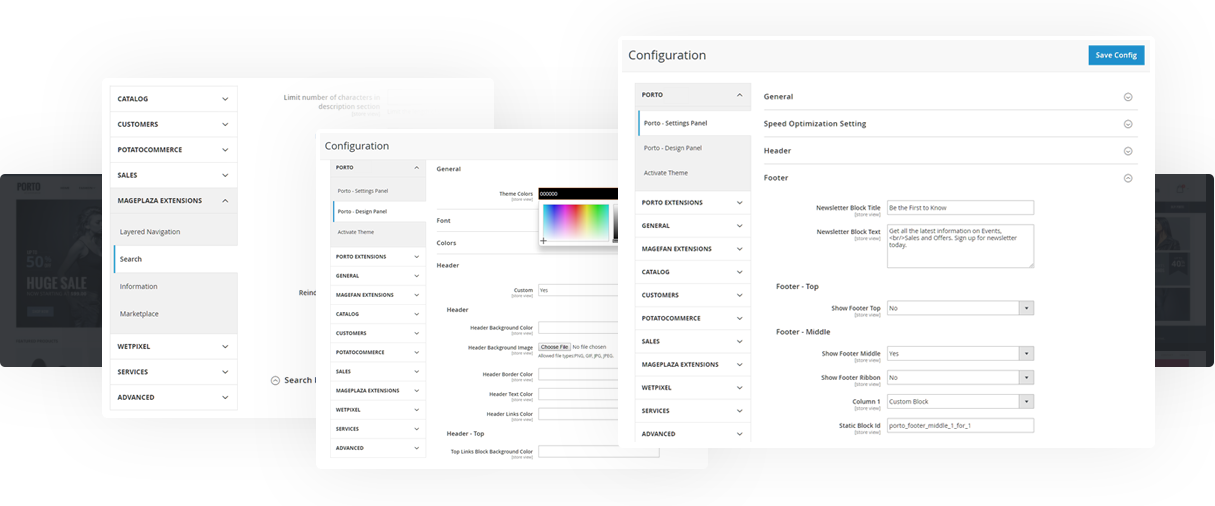 PORTO
50
HUGE SALE
CATALOG
CUSTOMERS
POTATOCOMMERCE
SALES
MAGEPLAZA EXTENSIONS
Layered Navigation
Search
Information
Marketplace
WETPIXEL
SERVICES
ADVANCED
Limit number of characters
description section
[store view]
Search
Configuration
PORTO
Porto - Settings Panel
Porto - Design Panel
Activate Theme
PORTO EXTENSIONS
GENERAL
MAGEFAN EXTENSIONS
CATALOG
CUSTOMERS
POTATOCOMMERCE
SALES
MAGEPLAZA EXTENSIONS
WETPIXEL
SERVICES
ADVANCED
General
Theme Colors 000000
[store view]
Font
Colors
Header
Custom Yes
[store view]
Header
Header Background Color
[store view]
Header Background Image Choose File No file chosen
[store view] Allowed file types:PNG, GIF, JPG, JPEG,
Header Border Color
[store view]
Header Text Color
[store view]
Header Links Color
[store view]
Header - Top
Top Links Block Background Color
[store view]
Configuration
Save Config
PORTO
Porto - Settings Panel
Porto - Design Panel
Activate Theme
PORTO EXTENSIONS
GENERAL
MAGEFAN EXTENSIONS
CATALOG
CUSTOMERS
POTATOCOMMERCE
SALES
MAGEPLAZA EXTENSIONS
WETPIXEL
SERVICES
ADVANCED
General
Speed Optimization Setting
Header
Footer
Newsletter Block Title Be the First to Know
[store view]
Newsletter Block Text Get all the latest information on Events,
[store view] <br/>Sales and Offers. Sign up for newsletter
today.
Footer - Top
Show Footer Top No
[store view]
Footer - Middle
Show Footer Middle Yes
[store view]
Show Footer Ribbon No
[store view]
Column 1 Custom Block
[store view]
Static Block Id porto_footer_middle_1_for_1
[store view]